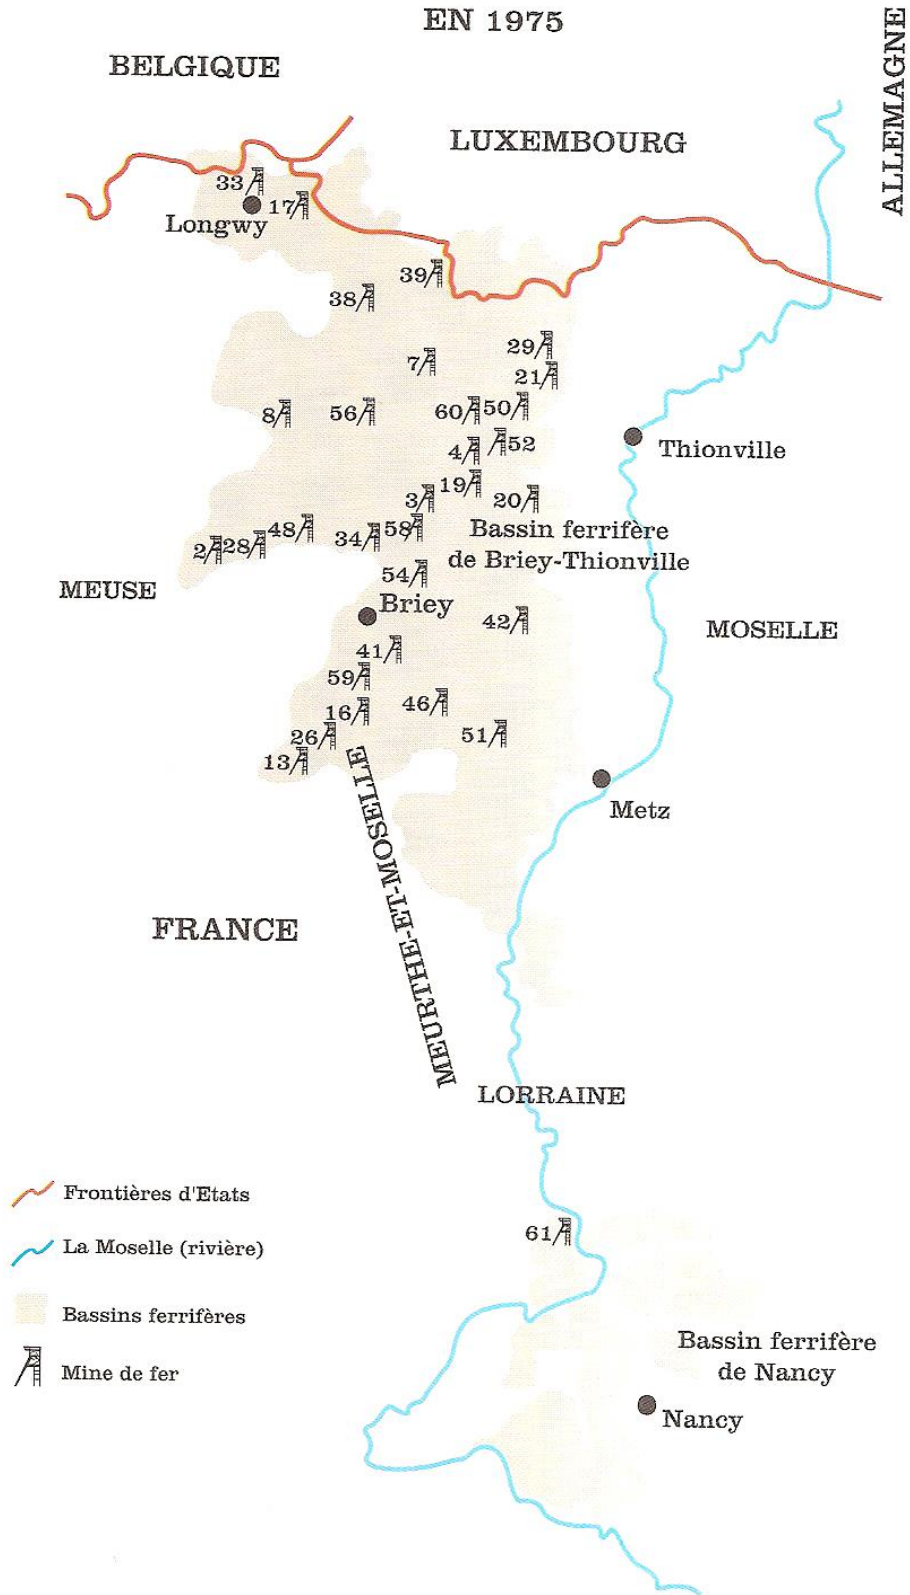 EN 1975
ALLEMAGNE
BELGIQUE
LUXEMBOURG
33
17
Longwy
39
38
29
7
21
8
56
60
50
4
52
19
3
20
Bassin ferrifère
de Briey-Thionville
Thionville
2
28
48
34
58
54
MEUSE
Briey
42
MOSELLE
41
59
46
16
26
51
13
Metz
MEURTHE-ET-MOSELLE
FRANCE
LORRAINE
Frontières d'Etats
La Moselle (rivière)
61
Bassins ferrifères
Mine de fer
Bassin ferrifère
de Nancy
Nancy